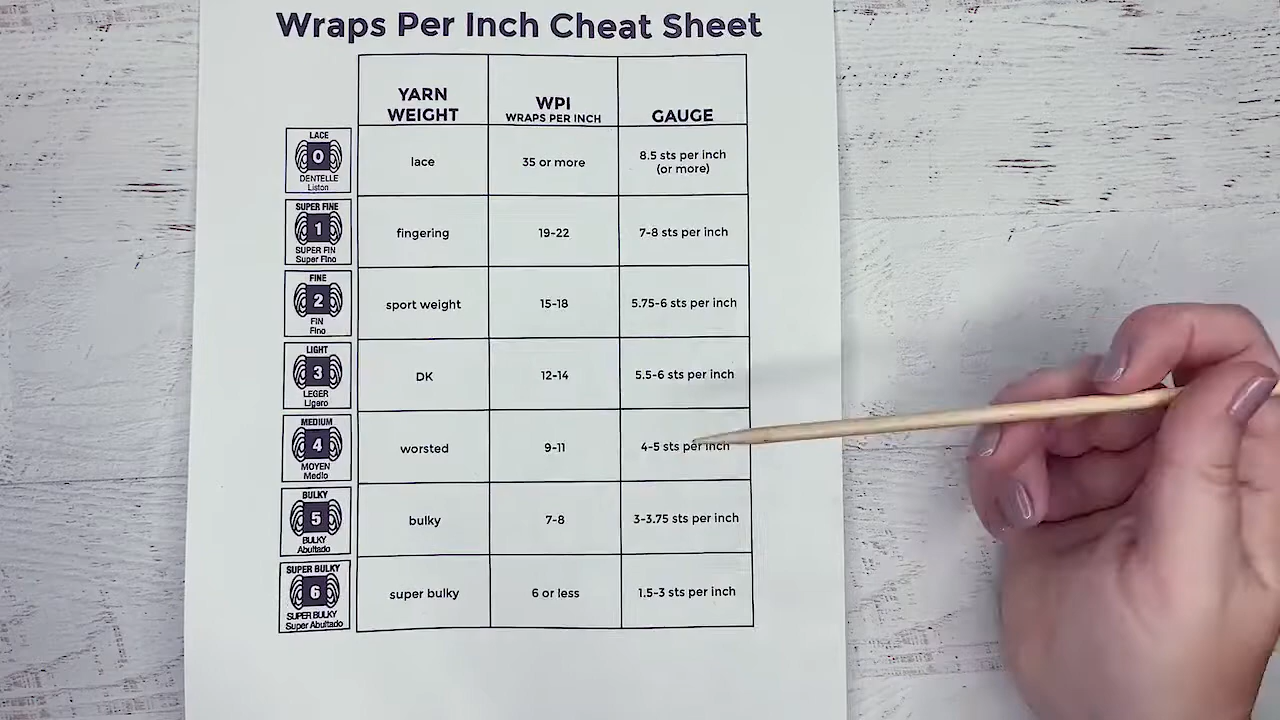 Wraps Per Inch Cheat Sheet
YARN
WEIGHT
WPI
WRAPS PER INCH
GAUGE
LACE
0
DENTELLE
Liston
lace
35 or more
8.5 sts per inch
(or more)
SUPER FINE
1
SUPER FIN
Super Fino
fingering
19-22
7-8 sts per inch
FINE
2
FIN
Fino
sport weight
15-18
5.75-6 sts per inch
LIGHT
3
LEGER
Ligero
DK
12-14
5.5-6 sts per inch
MEDIUM
4
MOYEN
Medio
worsted
9-11
4-5 sts per inch
BULKY
5
BULKY
Abultado
bulky
7-8
3-3.75 sts per inch
SUPER BULKY
6
SUPER BULKY
Super Abultado
super bulky
6 or less
1.5-3 sts per inch